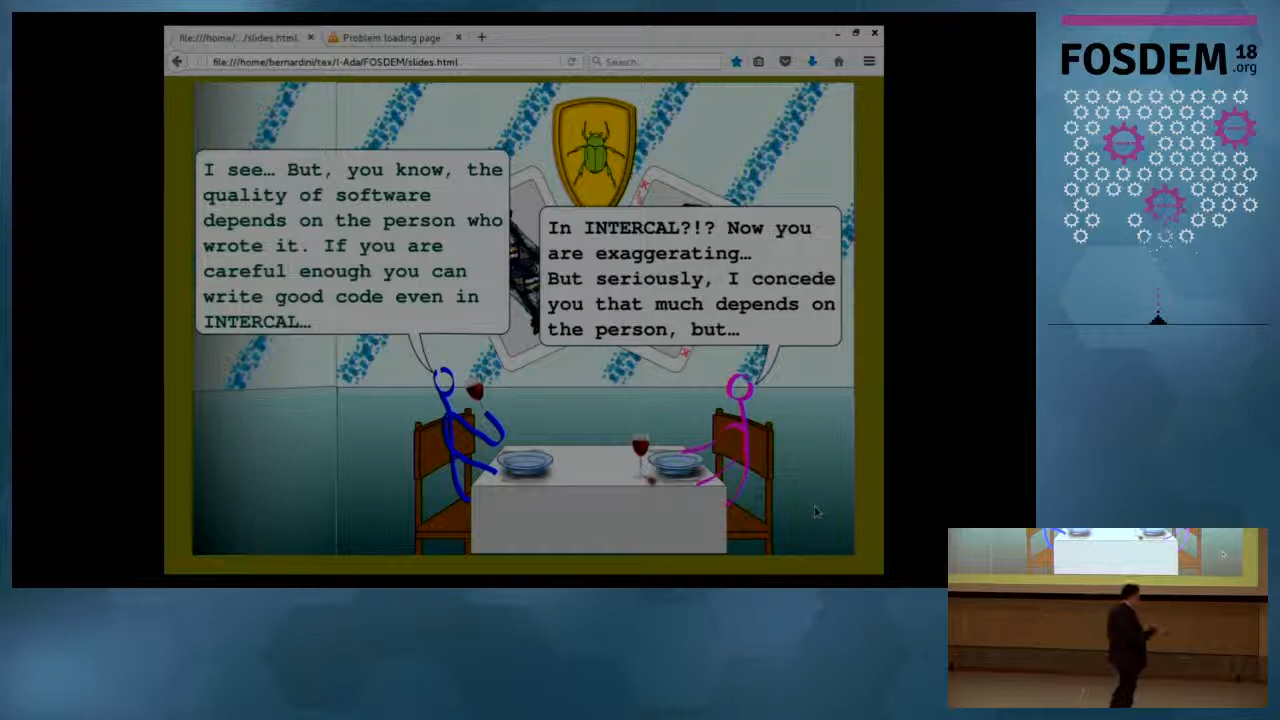 file:///home/.../slides.html
Problem loading page
file:///home/bernardini/tex/I-Ada/FOSDEM/slides.html
Search...
I see… But, you know, the
quality of software
depends on the person who
wrote it. If you are
careful enough you can
write good code even in
INTERCAL…
In INTERCAL?!? Now you
are exaggerating…
But seriously, I concede
you that much depends on
the person, but…
FOSDEM 18
.org